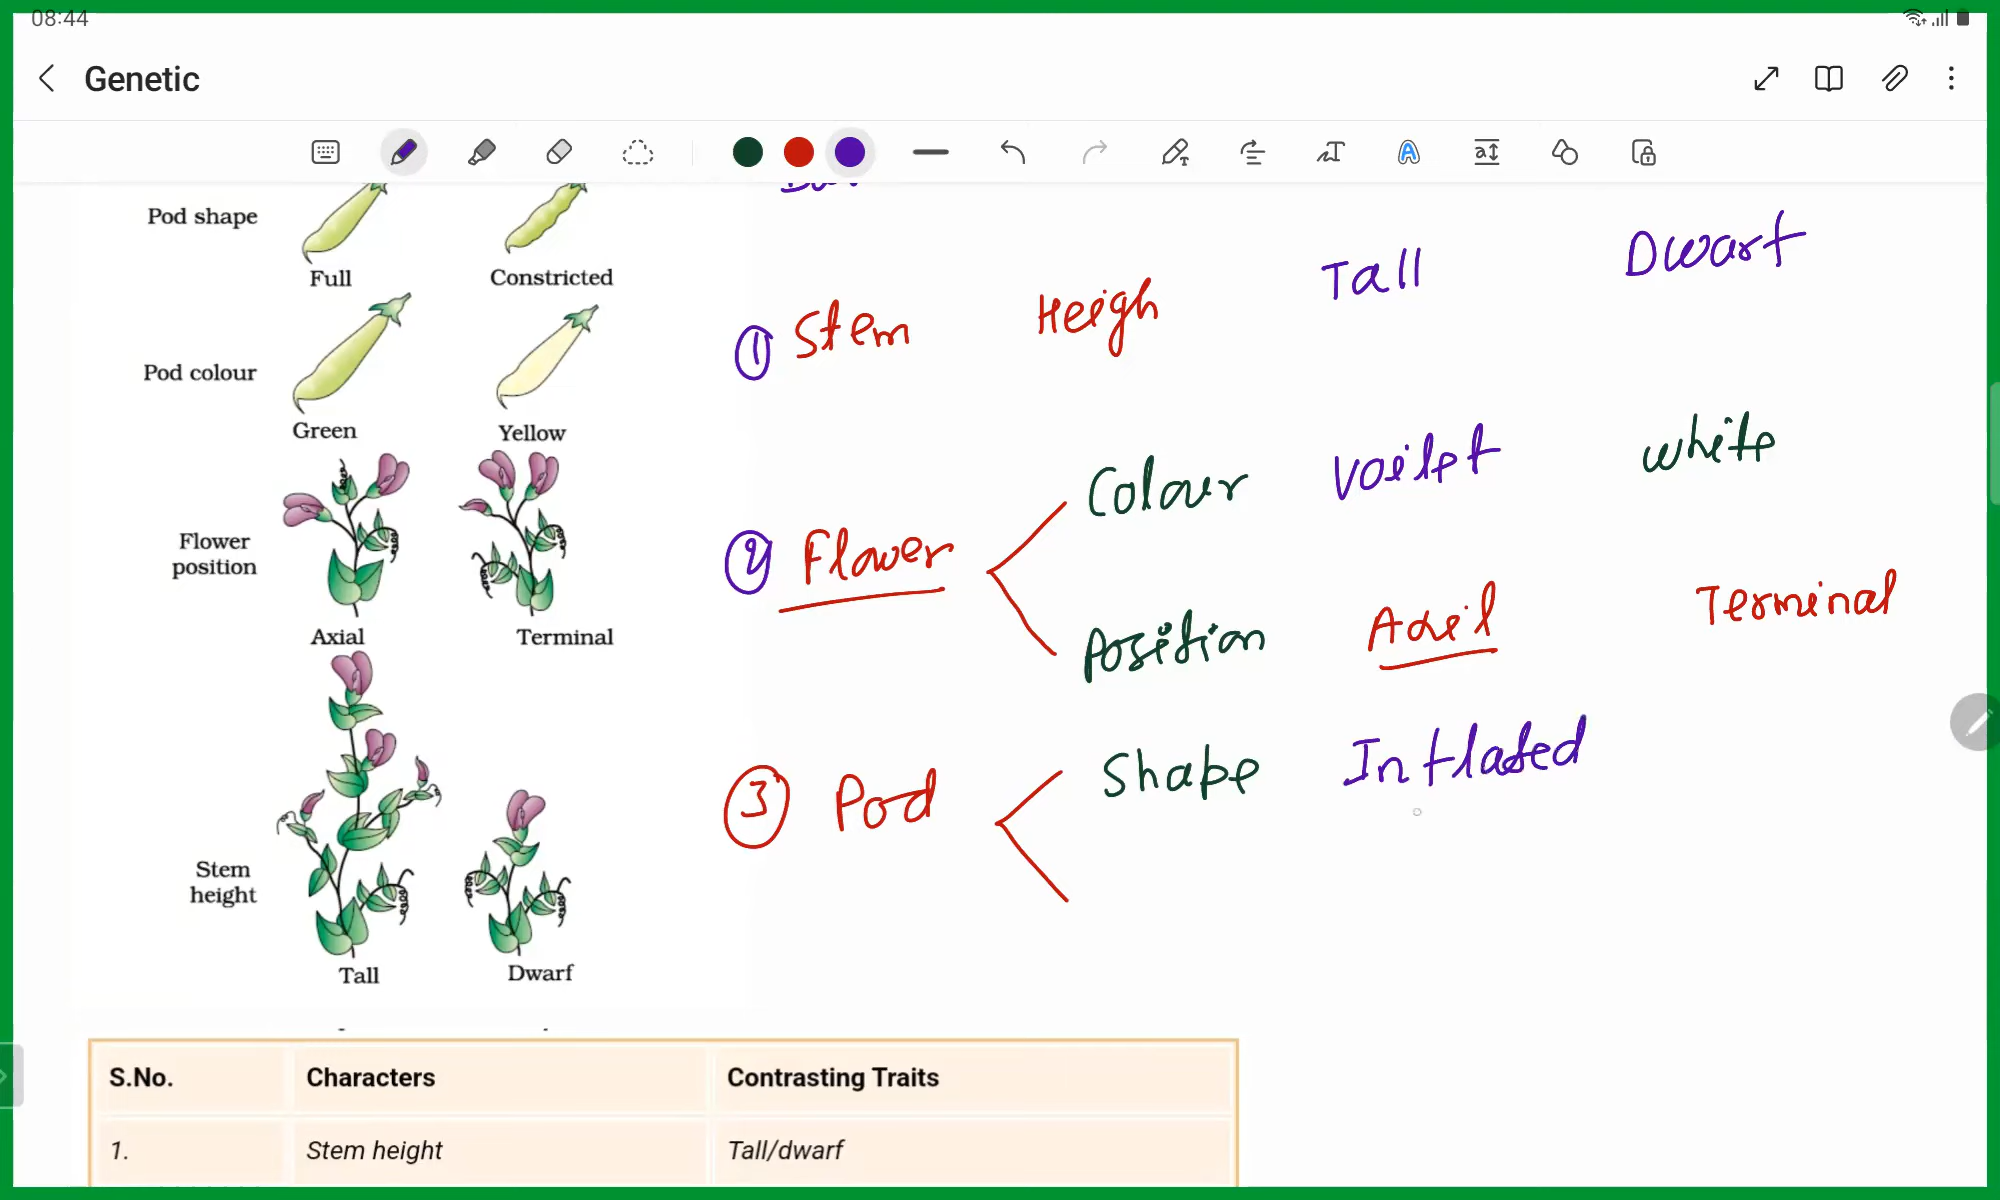 08:44
Genetic
Pod shape
Full
Constricted
Pod colour
Green
Yellow
Flower
position
Axial
Terminal
Stem
height
Tall
Dwarf
① Stem Heigh Tall Dwarf
② Flower
Colour Voilet White
Position Axil Terminal
③ Pod
Shape Inflated
S.No. Characters Contrasting Traits
1. Stem height Tall/dwarf